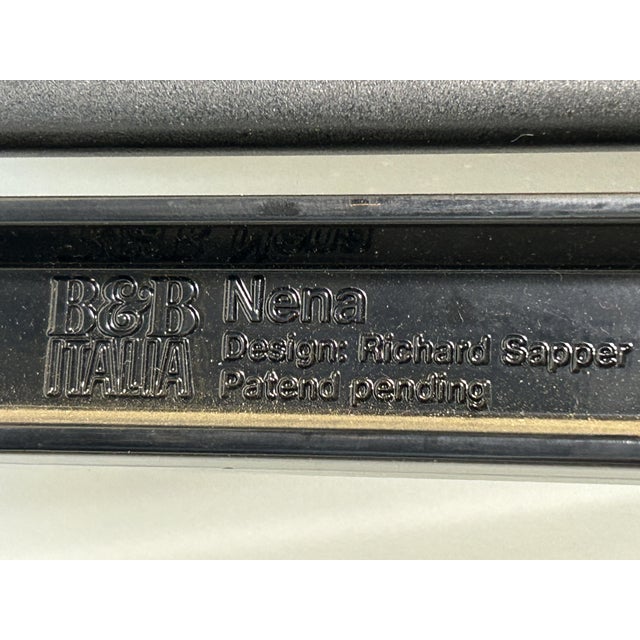 B&B
ITALIA
Nena
Design: Richard Sapper
Patend pending